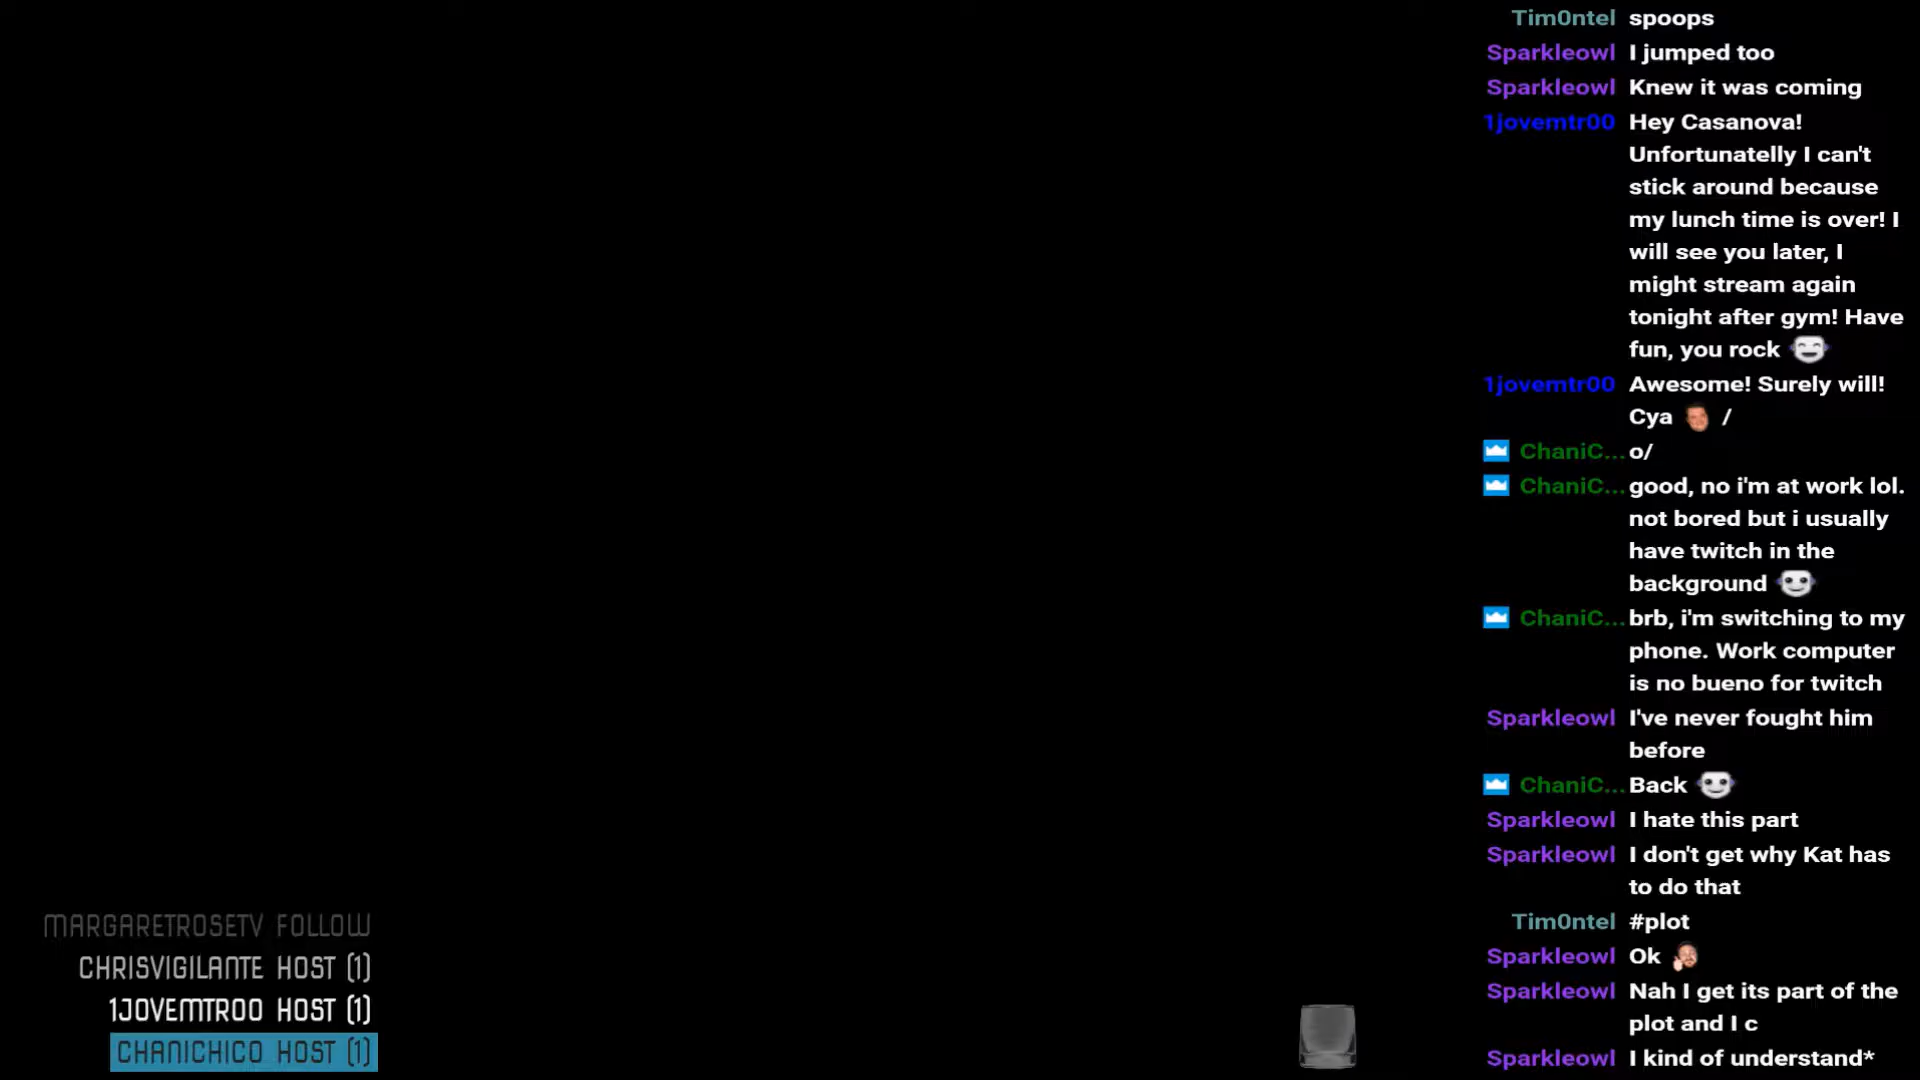 Tim0ntel spoops
Sparkleowl I jumped too
Sparkleowl Knew it was coming
1jovemtr00 Hey Casanova!
Unfortunatelly I can't
stick around because
my lunch time is over! I
will see you later, I
might stream again
tonight after gym! Have
fun, you rock
1jovemtr00 Awesome! Surely will!
Cya /
ChaniC... o/
ChaniC... good, no i'm at work lol.
not bored but i usually
have twitch in the
background
ChaniC... brb, i'm switching to my
phone. Work computer
is no bueno for twitch
Sparkleowl I've never fought him
before
ChaniC... Back
Sparkleowl I hate this part
Sparkleowl I don't get why Kat has
to do that
Tim0ntel #plot
Sparkleowl Ok
Sparkleowl Nah I get its part of the
plot and I c
Sparkleowl I kind of understand*
MARGARETROSETV FOLLOW
CHRISVIGILANTE HOST (1)
1JOVEMTR00 HOST (1)
CHANICHICO HOST (1)